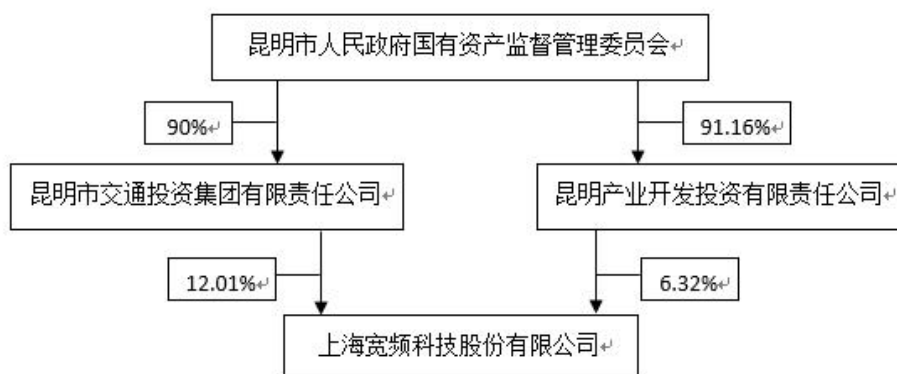 昆明市人民政府国有资产监督管理委员会↵
90%↵
91.16%↵
昆明市交通投资集团有限责任公司↵
昆明产业开发投资有限责任公司↵
12.01%↵
6.32%↵
上海宽频科技股份有限公司↵